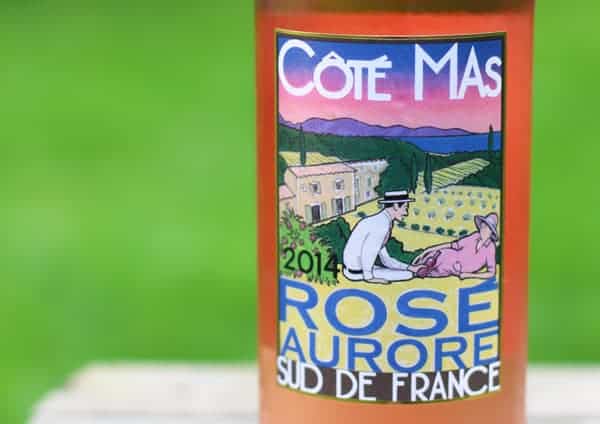 CÔTÉ MAS
2014
ROSÉ
AURORE
SUD DE FRANCE